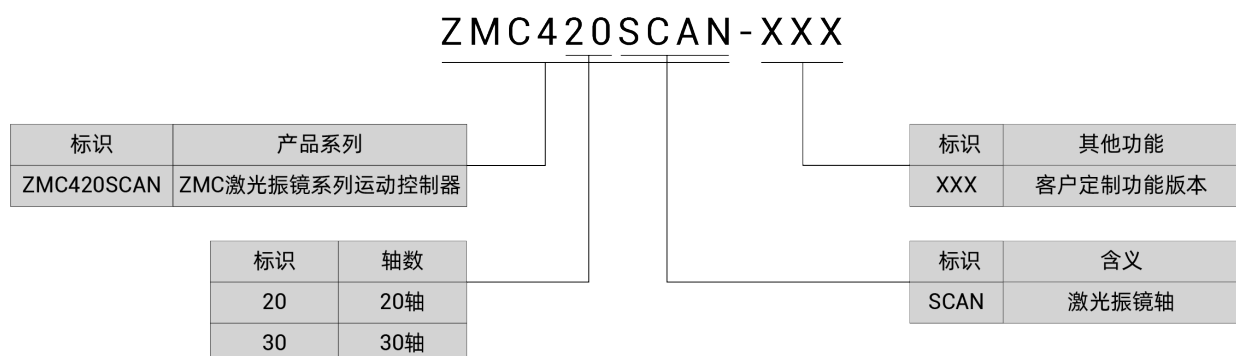 ZMC420SCAN-XXX
标识 产品系列
ZMC420SCAN ZMC激光振镜系列运动控制器
标识 其他功能
XXX 客户定制功能版本
标识 轴数
20 20轴
30 30轴
标识 含义
SCAN 激光振镜轴